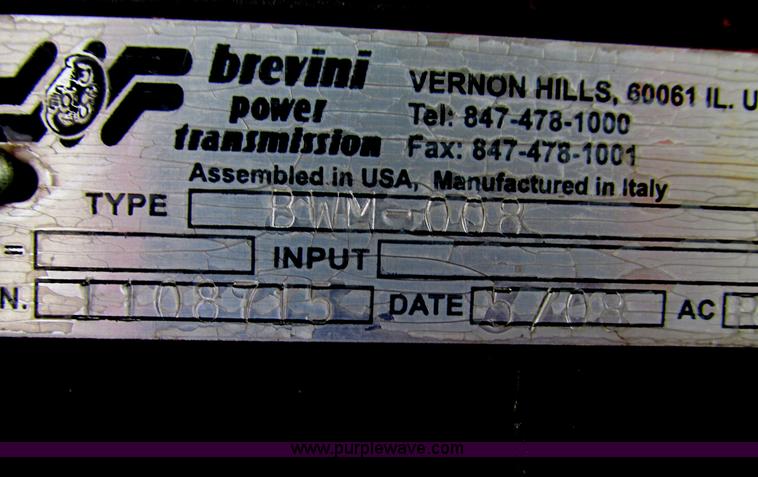 brevini
power
transmission
VERNON HILLS, 60061 IL. U
Tel: 847-478-1000
Fax: 847-478-1001
Assembled in USA, Manufactured in Italy
TYPE BWM-008
= INPUT
N. 1108715 DATE 5/08 AC
www.purplewave.com